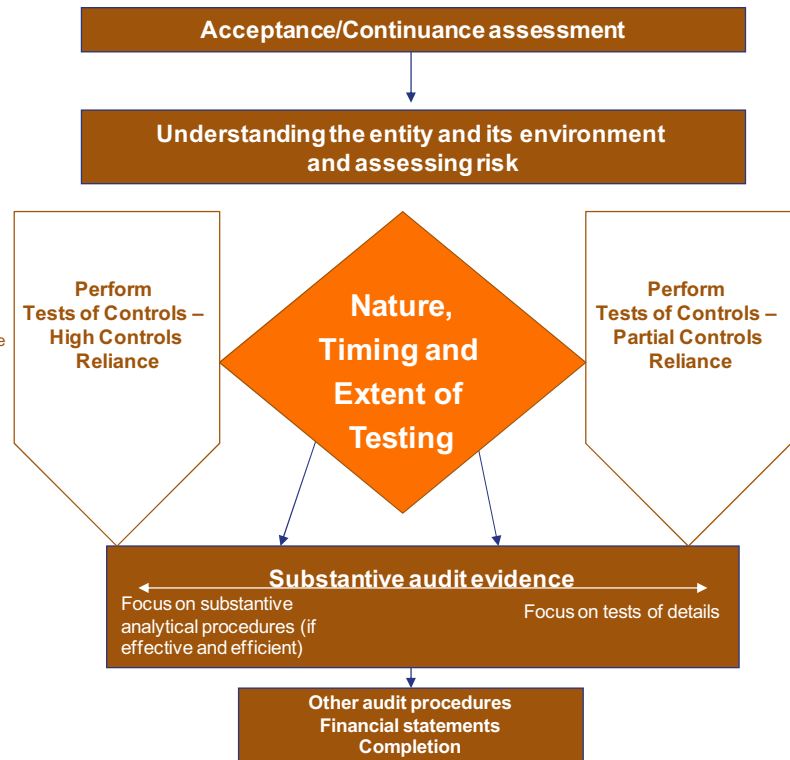 Acceptance/Continuance assessment
Understanding the entity and its environment
and assessing risk
Perform
Tests of Controls –
High Controls
Reliance
e
Nature,
Timing and
Extent of
Testing
Perform
Tests of Controls –
Partial Controls
Reliance
Substantive audit evidence
Focus on substantive
analytical procedures (if
effective and efficient)
Focus on tests of details
Other audit procedures
Financial statements
Completion